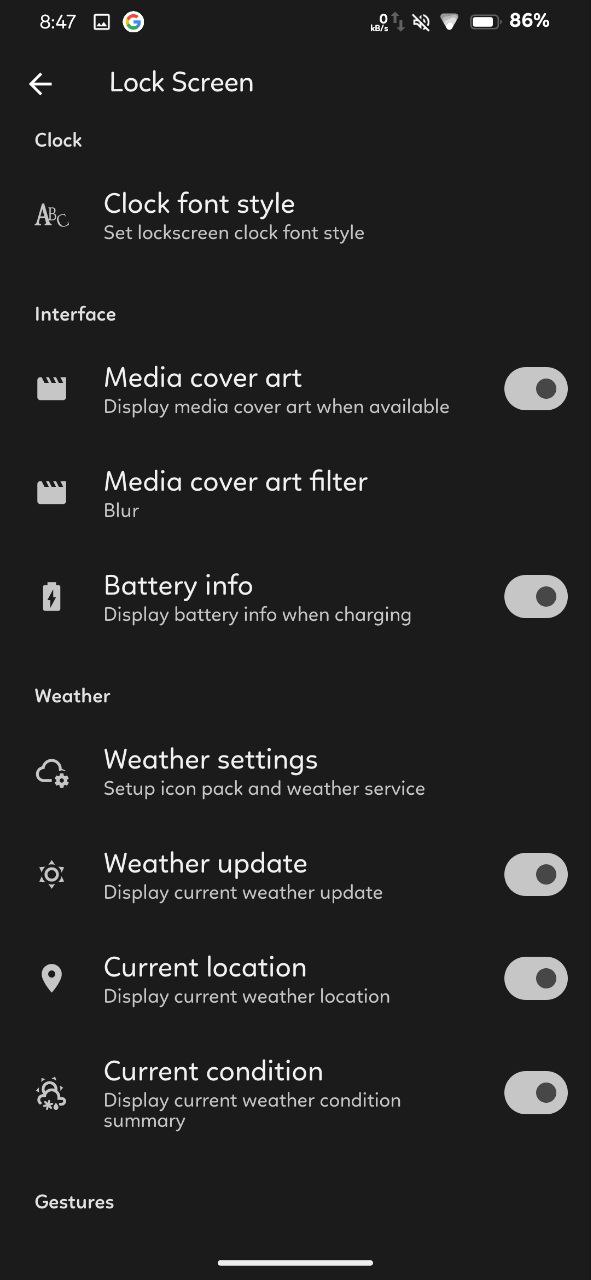 8:47
0 kB/s 86%
Lock Screen
Clock
ABC
Clock font style
Set lockscreen clock font style
Interface
Media cover art
Display media cover art when available
Media cover art filter
Blur
Battery info
Display battery info when charging
Weather
Weather settings
Setup icon pack and weather service
Weather update
Display current weather update
Current location
Display current weather location
Current condition
Display current weather condition
summary
Gestures